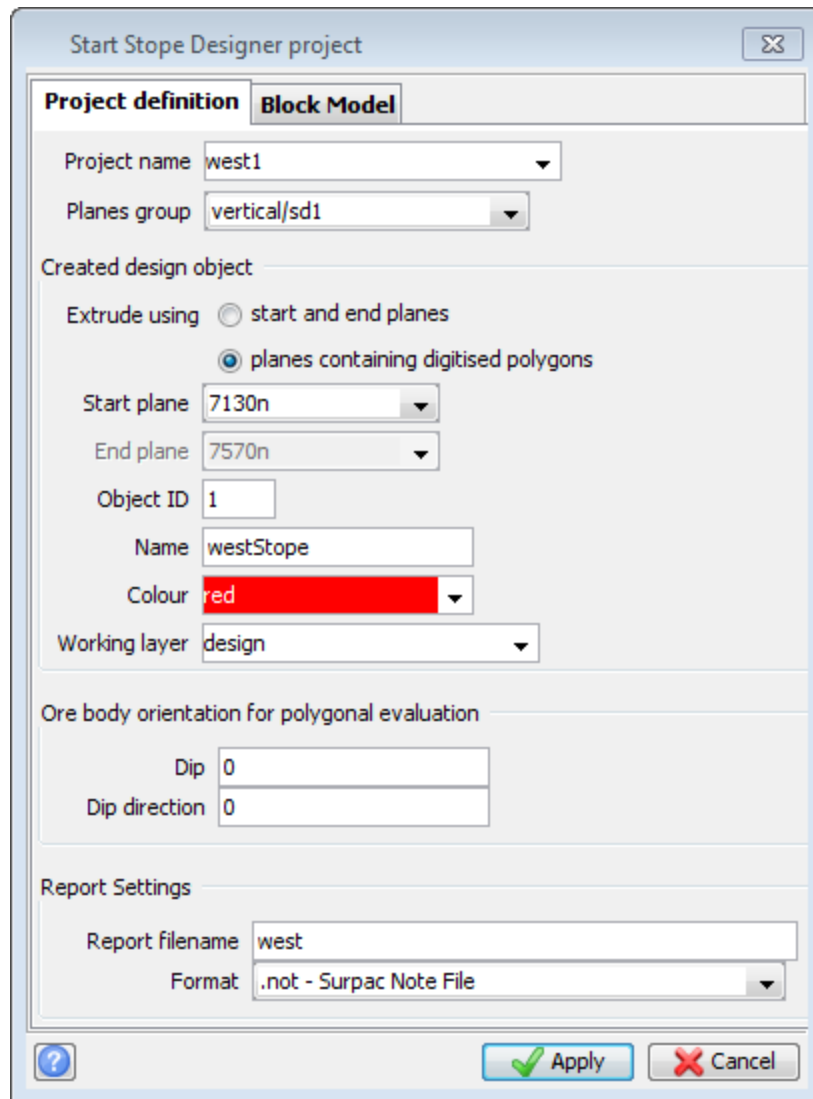 Start Stope Designer project
Project definition Block Model
Project name west1
Planes group vertical/sd1
Created design object
Extrude using start and end planes
planes containing digitised polygons
Start plane 7130n
End plane 7570n
Object ID 1
Name westStope
Colour red
Working layer design
Ore body orientation for polygonal evaluation
Dip 0
Dip direction 0
Report Settings
Report filename west
Format .not - Surpac Note File
? Apply Cancel